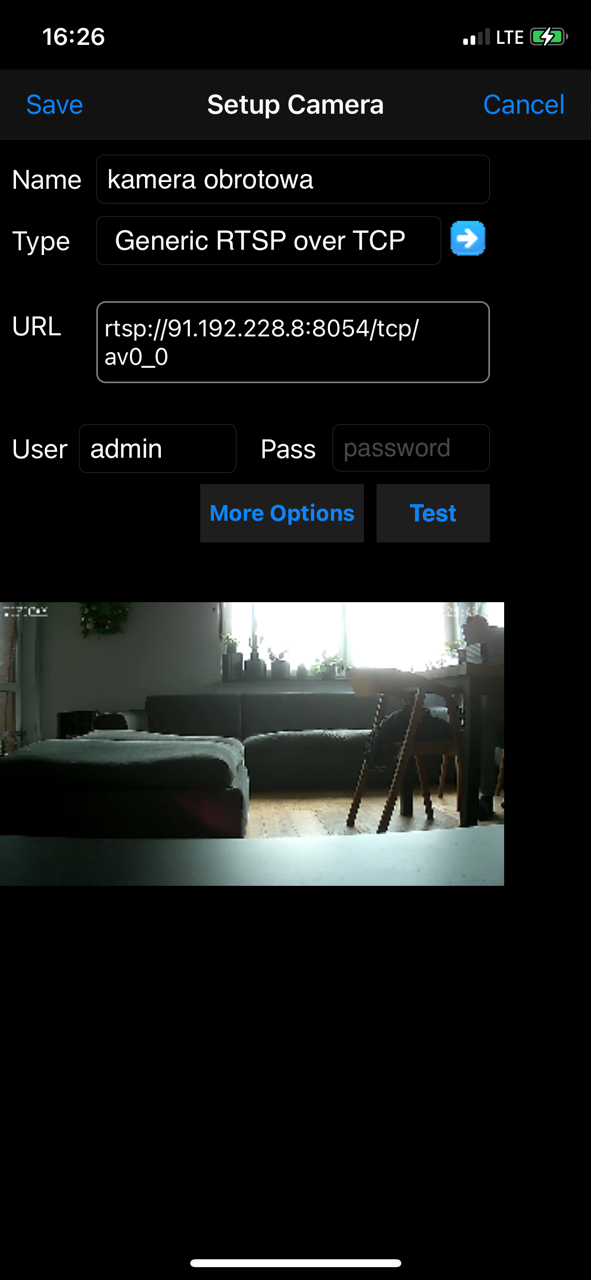 16:26
LTE
Save
Setup Camera
Cancel
Name
kamera obrotowa
Type
Generic RTSP over TCP
URL
rtsp://91.192.228.8:8054/tcp/
av0_0
User
admin
Pass
password
More Options
Test